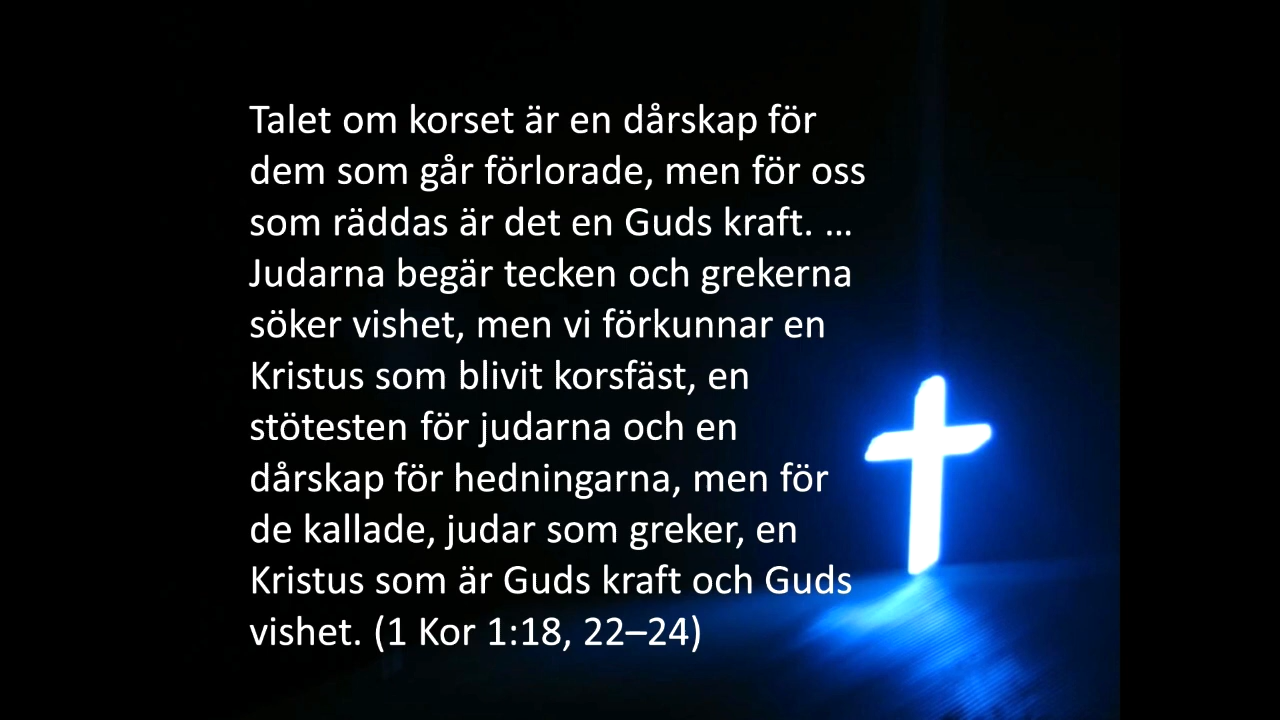 Talet om korset är en dårskap för
dem som går förlorade, men för oss
som räddas är det en Guds kraft. …
Judarna begär tecken och grekerna
söker vishet, men vi förkunnar en
Kristus som blivit korsfäst, en
stötesten för judarna och en
dårskap för hedningarna, men för
de kallade, judar som greker, en
Kristus som är Guds kraft och Guds
vishet. (1 Kor 1:18, 22–24)